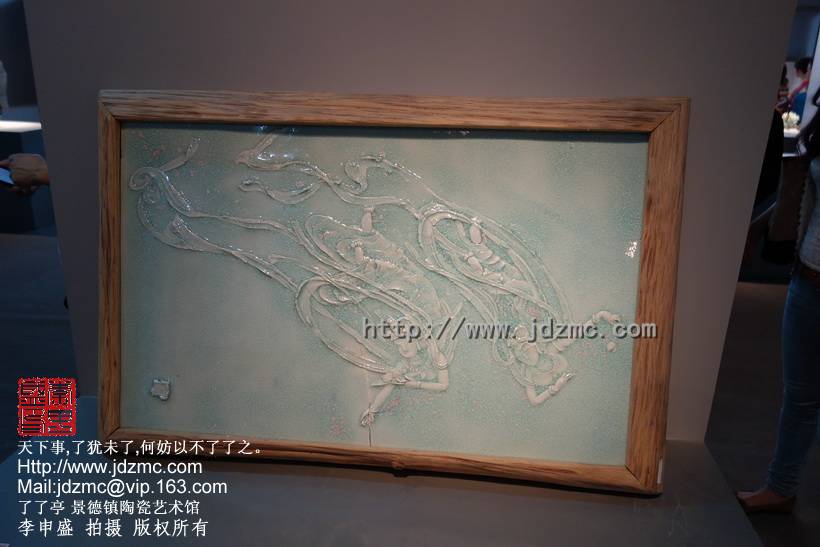 http://www.jdzmc.com
天下事,了犹未了,何妨以不了了之。
Http://www.jdzmc.com
Mail:jdzmc@vip.163.com
了了亭 景德镇陶瓷艺术馆
李申盛 拍摄 版权所有